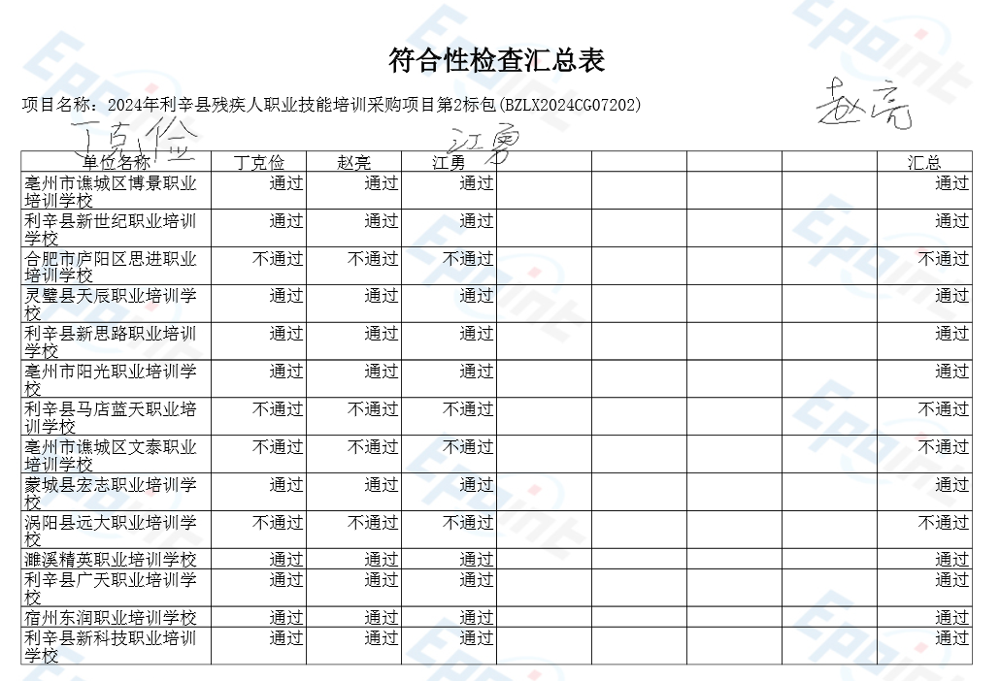 符合性检查汇总表
项目名称：2024年利辛县残疾人职业技能培训采购项目第2标包(BZLX2024CG07202)
丁克俭 江勇 赵亮
单位名称 丁克俭 赵亮 江勇 汇总
亳州市谯城区博景职业 通过 通过 通过 通过
培训学校
利辛县新世纪职业培训 通过 通过 通过 通过
学校
合肥市庐阳区思进职业 不通过 不通过 不通过 不通过
培训学校
灵璧县天辰职业培训学 通过 通过 通过 通过
校
利辛县新思路职业培训 通过 通过 通过 通过
学校
亳州市阳光职业培训学 通过 通过 通过 通过
校
利辛县马店蓝天职业培 不通过 不通过 不通过 不通过
训学校
亳州市谯城区文泰职业 不通过 不通过 不通过 不通过
培训学校
蒙城县宏志职业培训学 通过 通过 通过 通过
校
涡阳县远大职业培训学 不通过 不通过 不通过 不通过
校
濉溪精英职业培训学校 通过 通过 通过 通过
利辛县广天职业培训学 通过 通过 通过 通过
校
宿州东润职业培训学校 通过 通过 通过 通过
利辛县新科技职业培训 通过 通过 通过 通过
学校
Epoint
Epoint
Epoint
Epoint
Epoint
Epoint
Epoint
Epoint
Epoint
Epoint